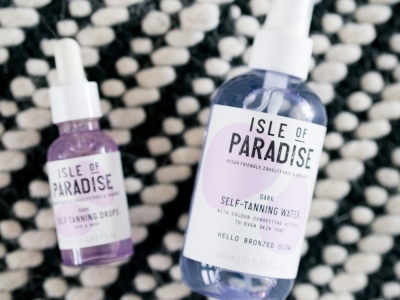 ISLE OF
PARADISE
DARK
SELF-TANNING DROPS
ISLE OF
PARADISE
VEGAN FRIENDLY, CRUELTY-FREE &
DARK
SELF-TANNING WATER
WITH COLOUR CORRECTING ACTIVES
TO EVEN SKIN TONE
HELLO BRONZED GLOW